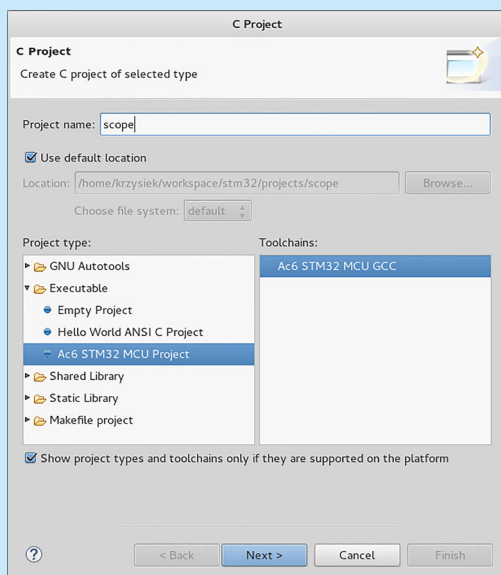 C Project
C Project
Create C project of selected type
Project name: scope
Use default location
Location: /home/krzysiek/workspace/stm32/projects/scope Browse...
Choose file system: default
Project type: Toolchains:
GNU Autotools Ac6 STM32 MCU GCC
Executable
Empty Project
Hello World ANSI C Project
Ac6 STM32 MCU Project
Shared Library
Static Library
Makefile project
Show project types and toolchains only if they are supported on the platform
? < Back Next > Cancel Finish